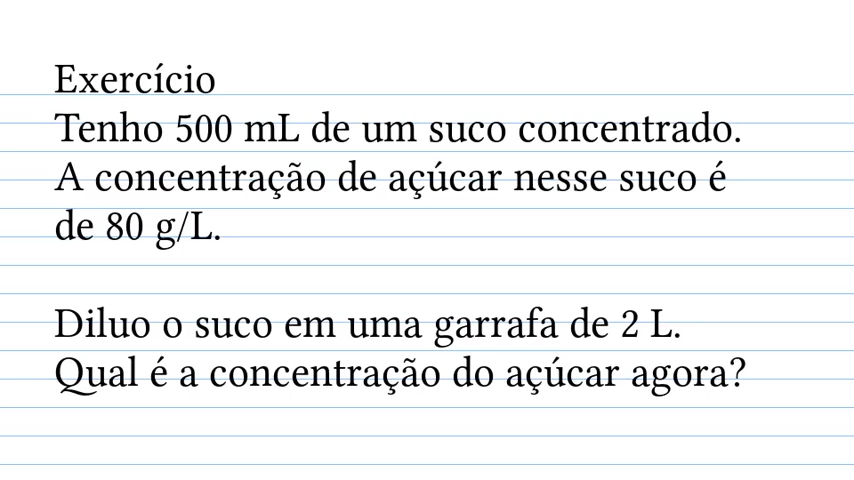 Exercício
Tenho 500 mL de um suco concentrado.
A concentração de açúcar nesse suco é
de 80 g/L.
Diluo o suco em uma garrafa de 2 L.
Qual é a concentração do açúcar agora?